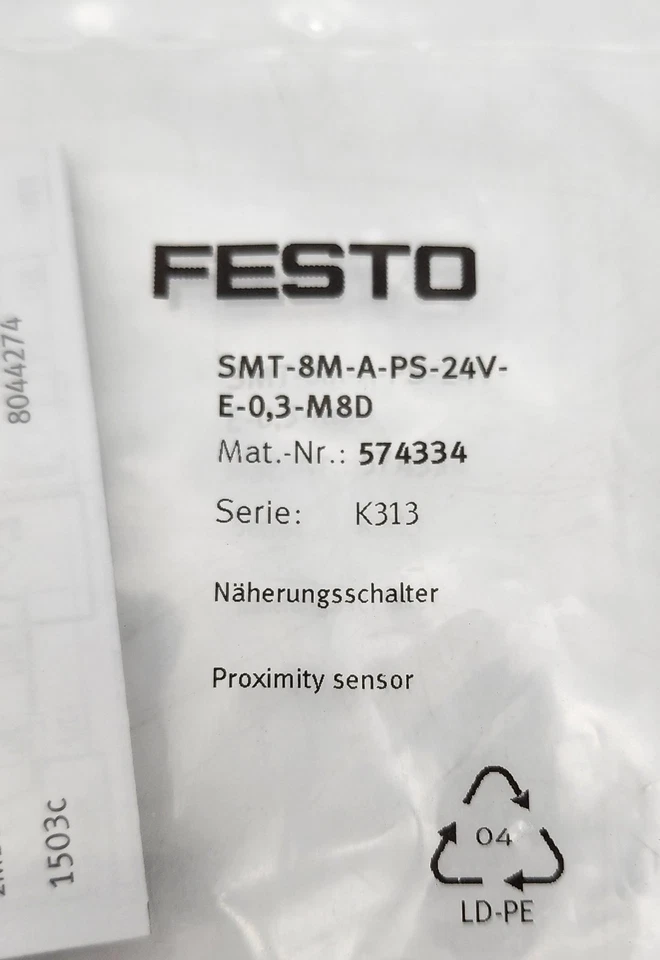 FESTO
SMT-8M-A-PS-24V-
E-0,3-M8D
Mat.-Nr.: 574334
Serie: K313
Näherungsschalter
Proximity sensor
04
LD-PE
8044274
1503c